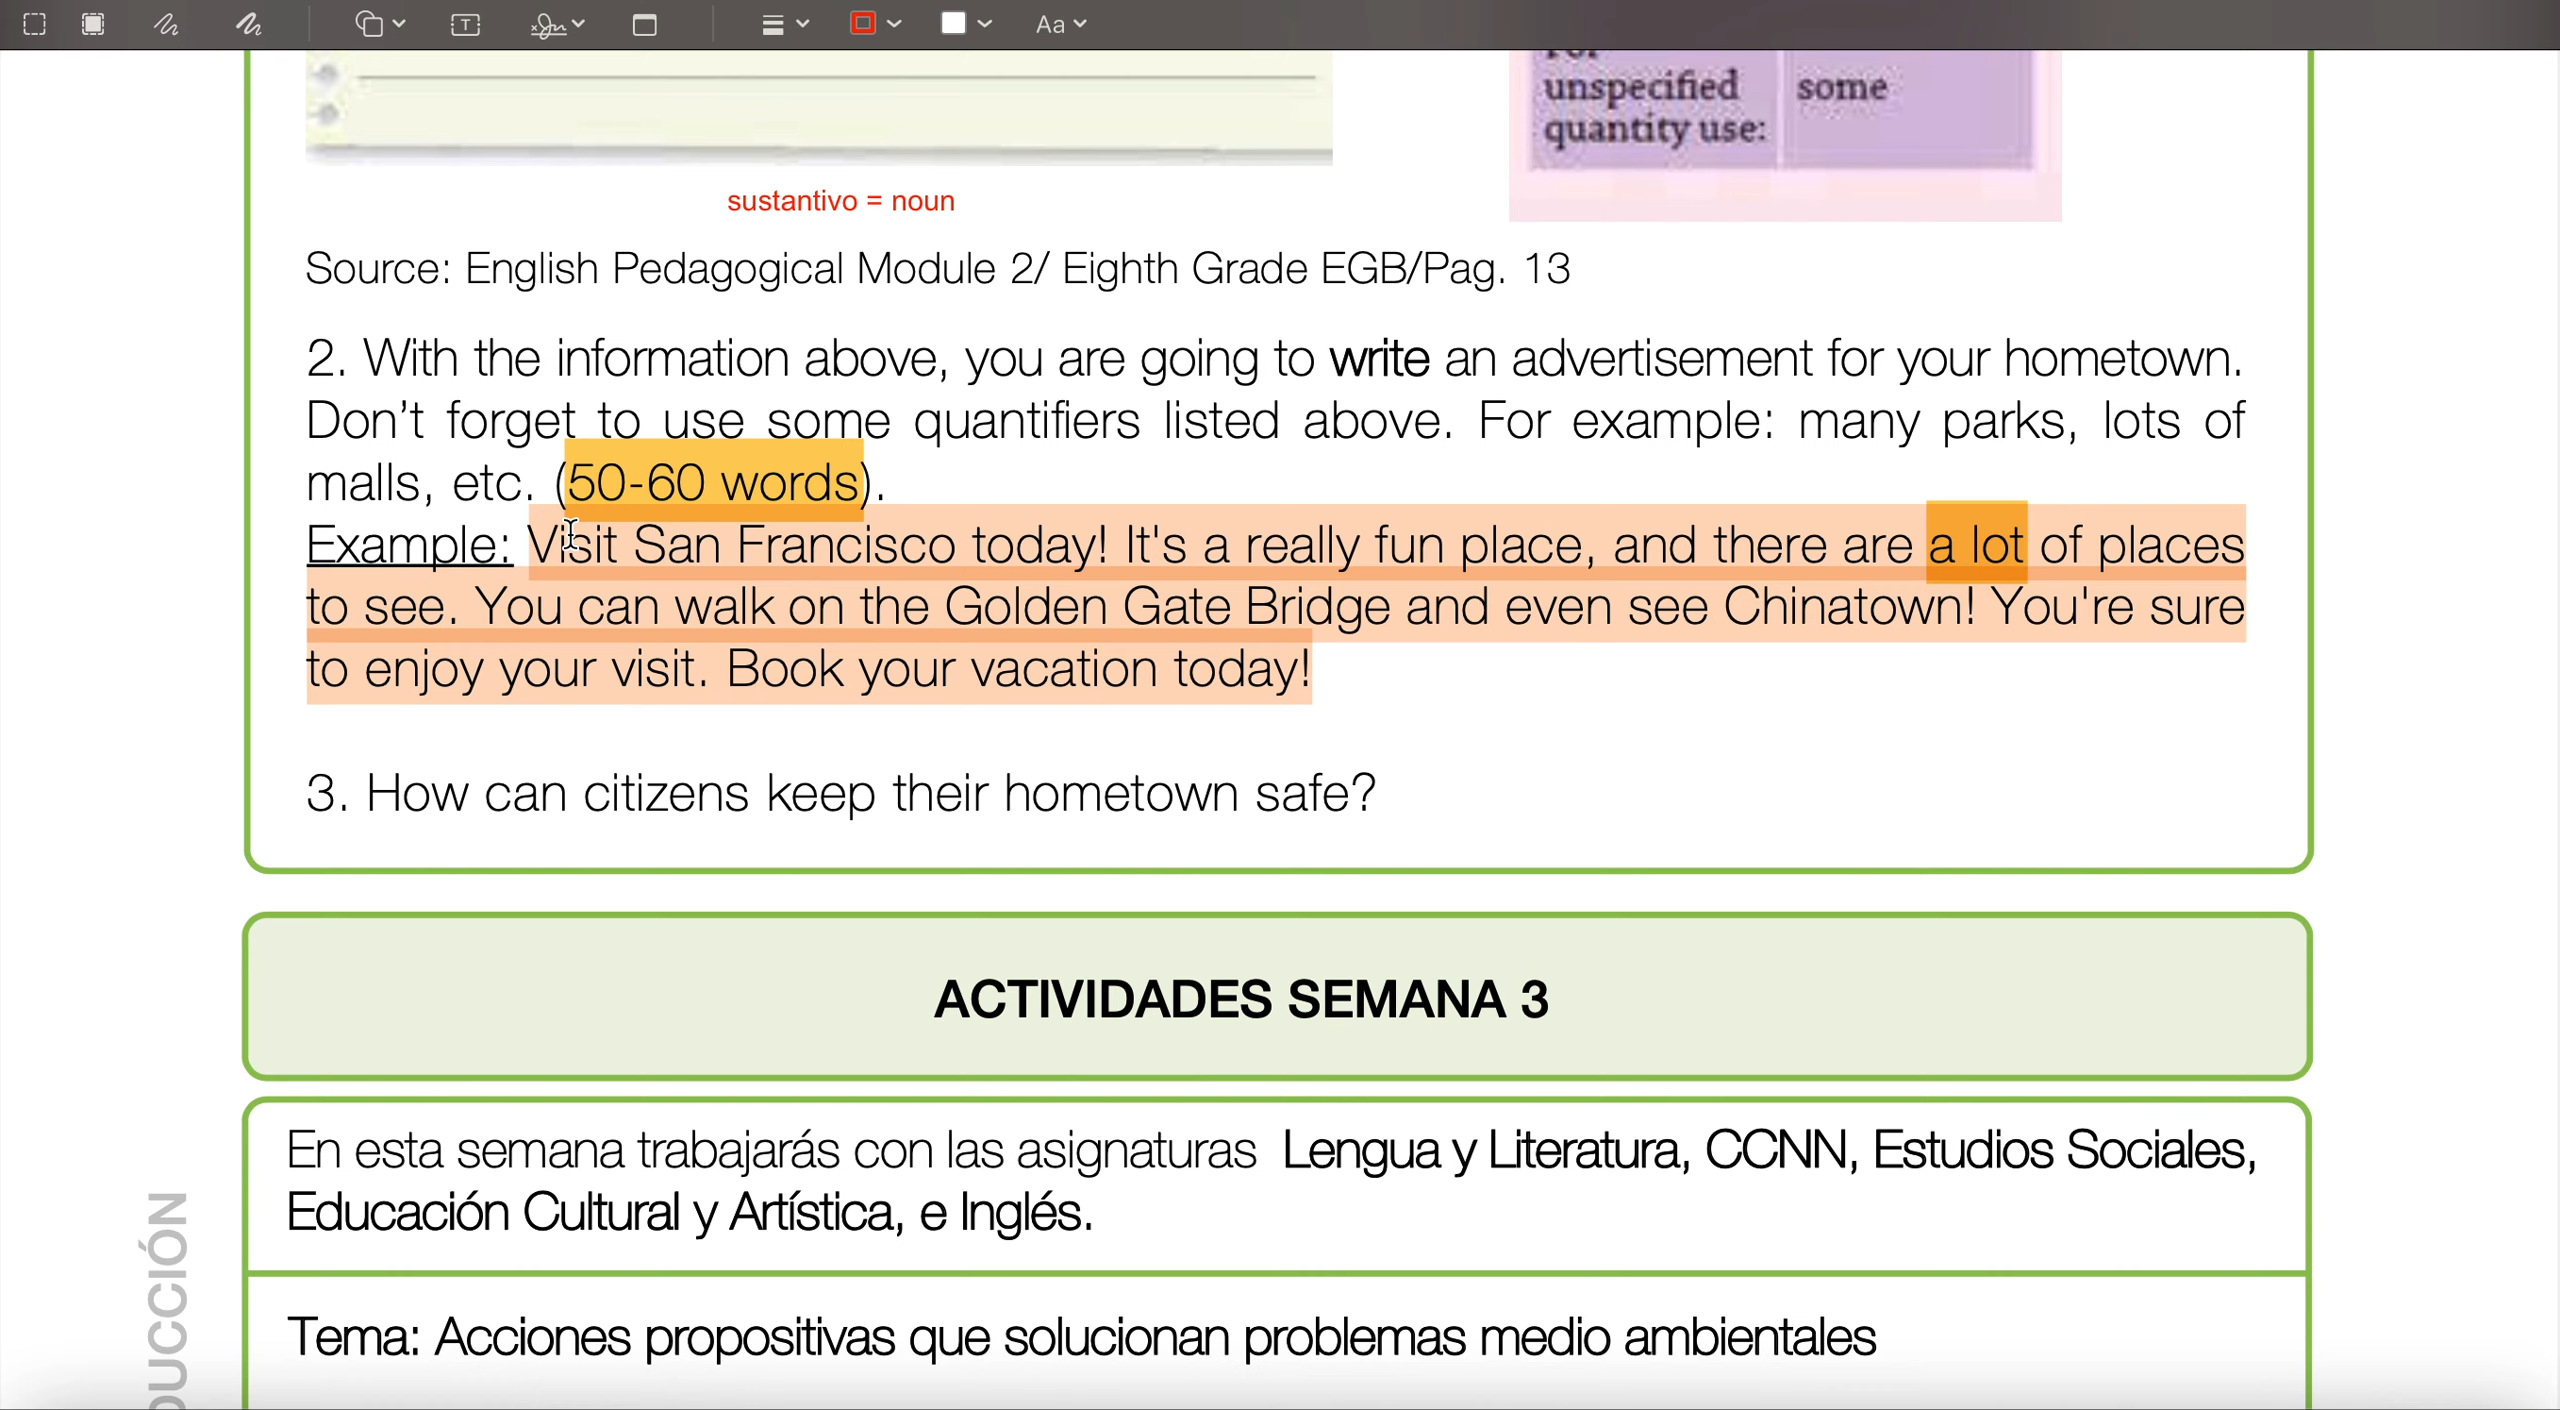 Aa
For
unspecified some
quantity use:
sustantivo = noun
Source: English Pedagogical Module 2/ Eighth Grade EGB/Pag. 13
2. With the information above, you are going to write an advertisement for your hometown.
Don't forget to use some quantifiers listed above. For example: many parks, lots of
malls, etc. (50-60 words).
Example: Visit San Francisco today! It's a really fun place, and there are a lot of places
to see. You can walk on the Golden Gate Bridge and even see Chinatown! You're sure
to enjoy your visit. Book your vacation today!
3. How can citizens keep their hometown safe?
ACTIVIDADES SEMANA 3
En esta semana trabajarás con las asignaturas Lengua y Literatura, CCNN, Estudios Sociales,
Educación Cultural y Artística, e Inglés.
Tema: Acciones propositivas que solucionan problemas medio ambientales